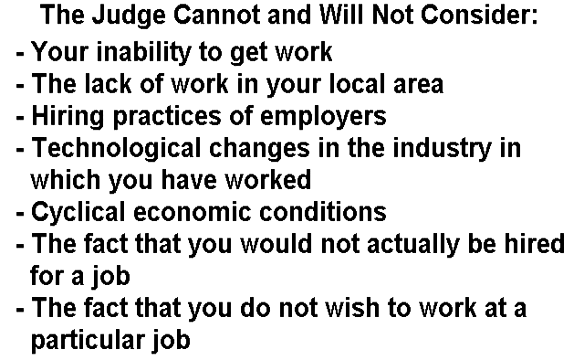 The Judge Cannot and Will Not Consider:
- Your inability to get work
- The lack of work in your local area
- Hiring practices of employers
- Technological changes in the industry in
which you have worked
- Cyclical economic conditions
- The fact that you would not actually be hired
for a job
- The fact that you do not wish to work at a
particular job